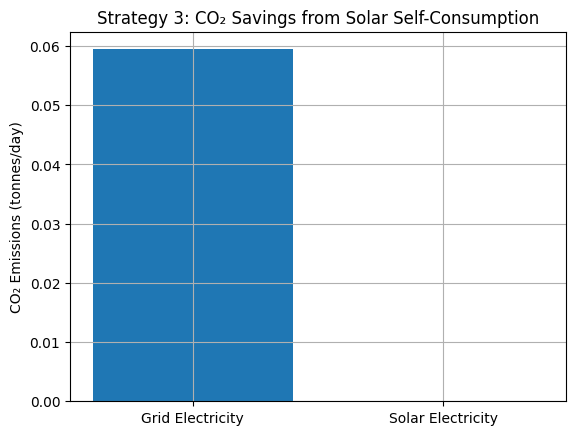 Strategy 3: CO₂ Savings from Solar Self-Consumption
CO₂ Emissions (tonnes/day)
0.06
0.05
0.04
0.03
0.02
0.01
0.00
Grid Electricity
Solar Electricity